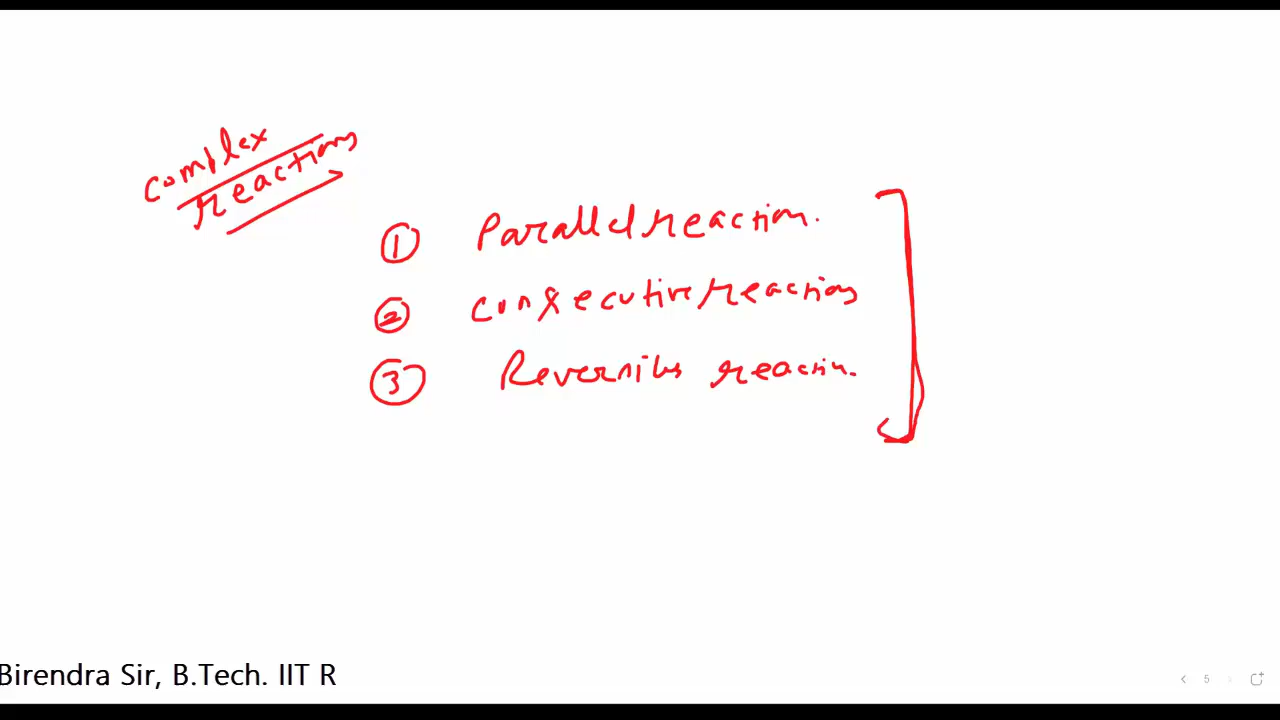 complex
reactions
① Parallel reaction.
② consecutive reactions
③ Reversible reaction.
Birendra Sir, B.Tech. IIT R
5